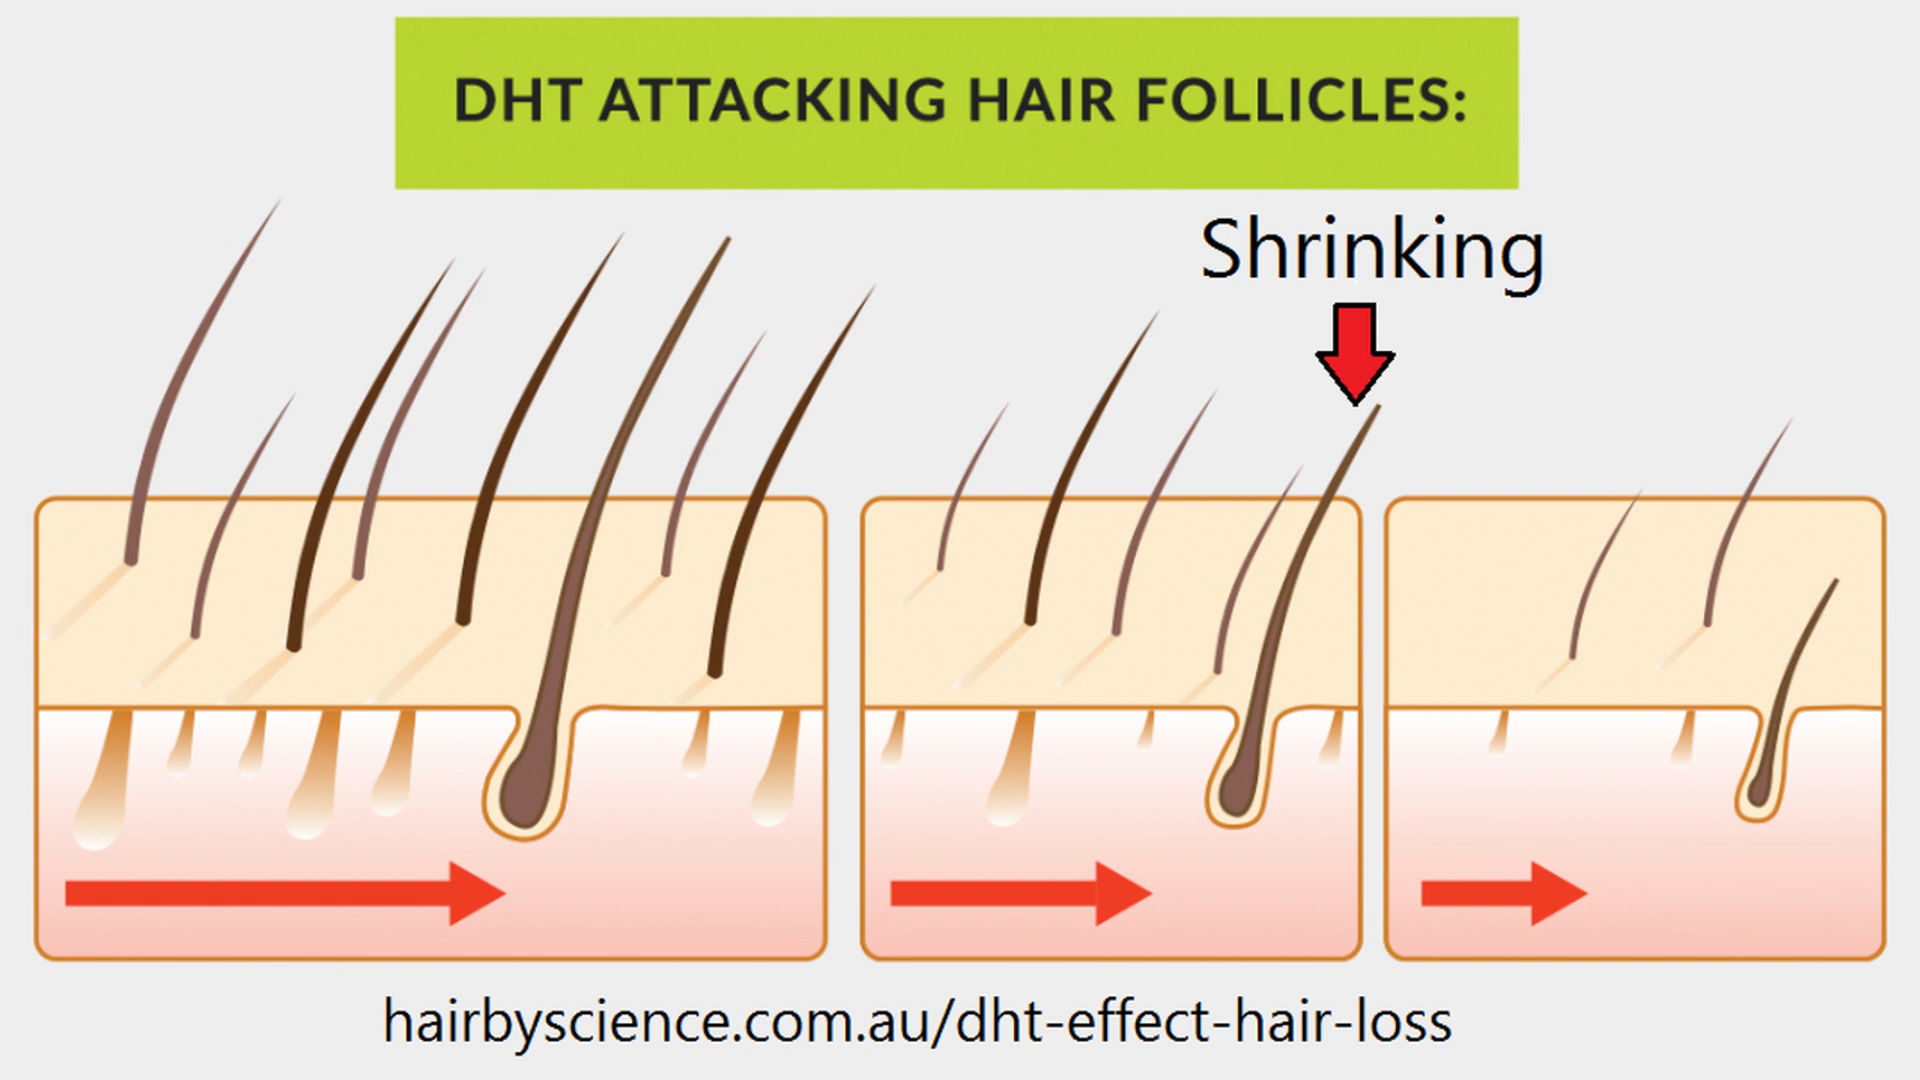 DHT ATTACKING HAIR FOLLICLES:
Shrinking
hairbyscience.com.au/dht-effect-hair-loss